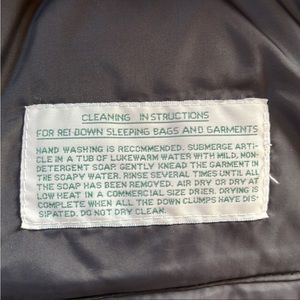 CLEANING INSTRUCTIONS
FOR REI DOWN SLEEPING BAGS AND GARMENTS
HAND WASHING IS RECOMMENDED. SUBMERGE ARTI-
CLE IN A TUB OF LUKEWARM WATER WITH MILD, NON-
DETERGENT SOAP. GENTLY KNEAD THE GARMENT IN
THE SOAPY WATER. RINSE SEVERAL TIMES UNTIL ALL
THE SOAP HAS BEEN REMOVED. AIR DRY OR DRY AT
LOW HEAT IN A COMMERCIAL SIZE DRIER. DRYING IS
COMPLETE WHEN ALL THE DOWN CLUMPS HAVE DIS-
SIPATED. DO NOT DRY CLEAN.